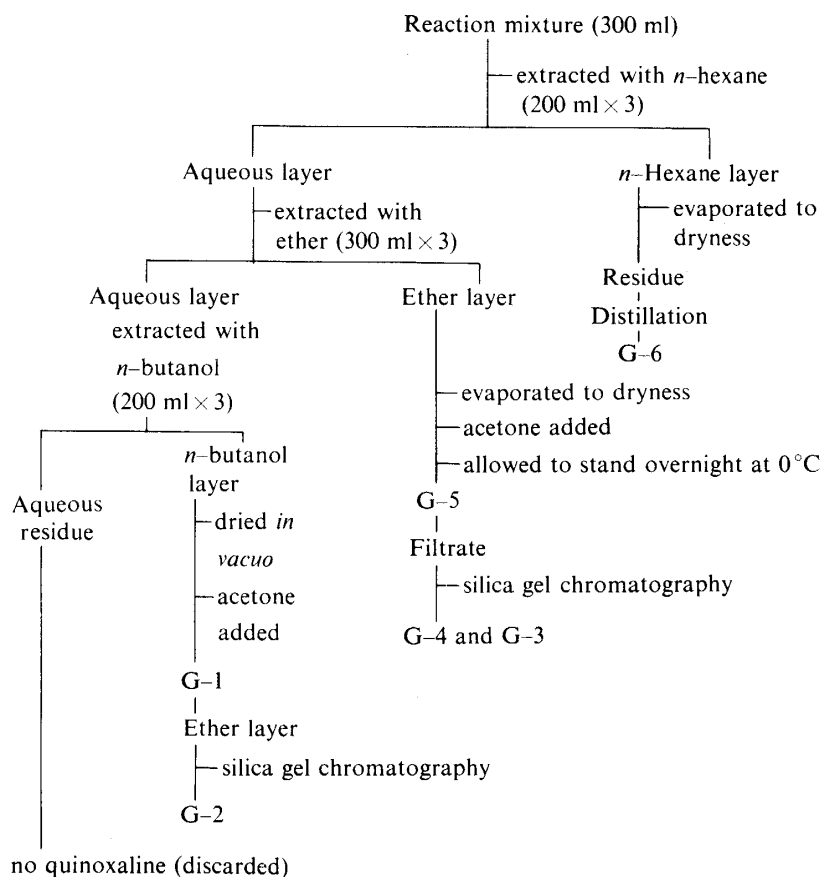 Reaction mixture (300 ml)
extracted with n-hexane
(200 ml × 3)
Aqueous layer
n-Hexane layer
extracted with
ether (300 ml × 3)
evaporated to
dryness
Residue
Distillation
G-6
Aqueous layer
extracted with
n-butanol
(200 ml × 3)
Ether layer
evaporated to dryness
acetone added
allowed to stand overnight at 0°C
G-5
Filtrate
silica gel chromatography
G-4 and G-3
Aqueous
residue
n-butanol
layer
dried in
vacuo
acetone
added
G-1
Ether layer
silica gel chromatography
G-2
no quinoxaline (discarded)